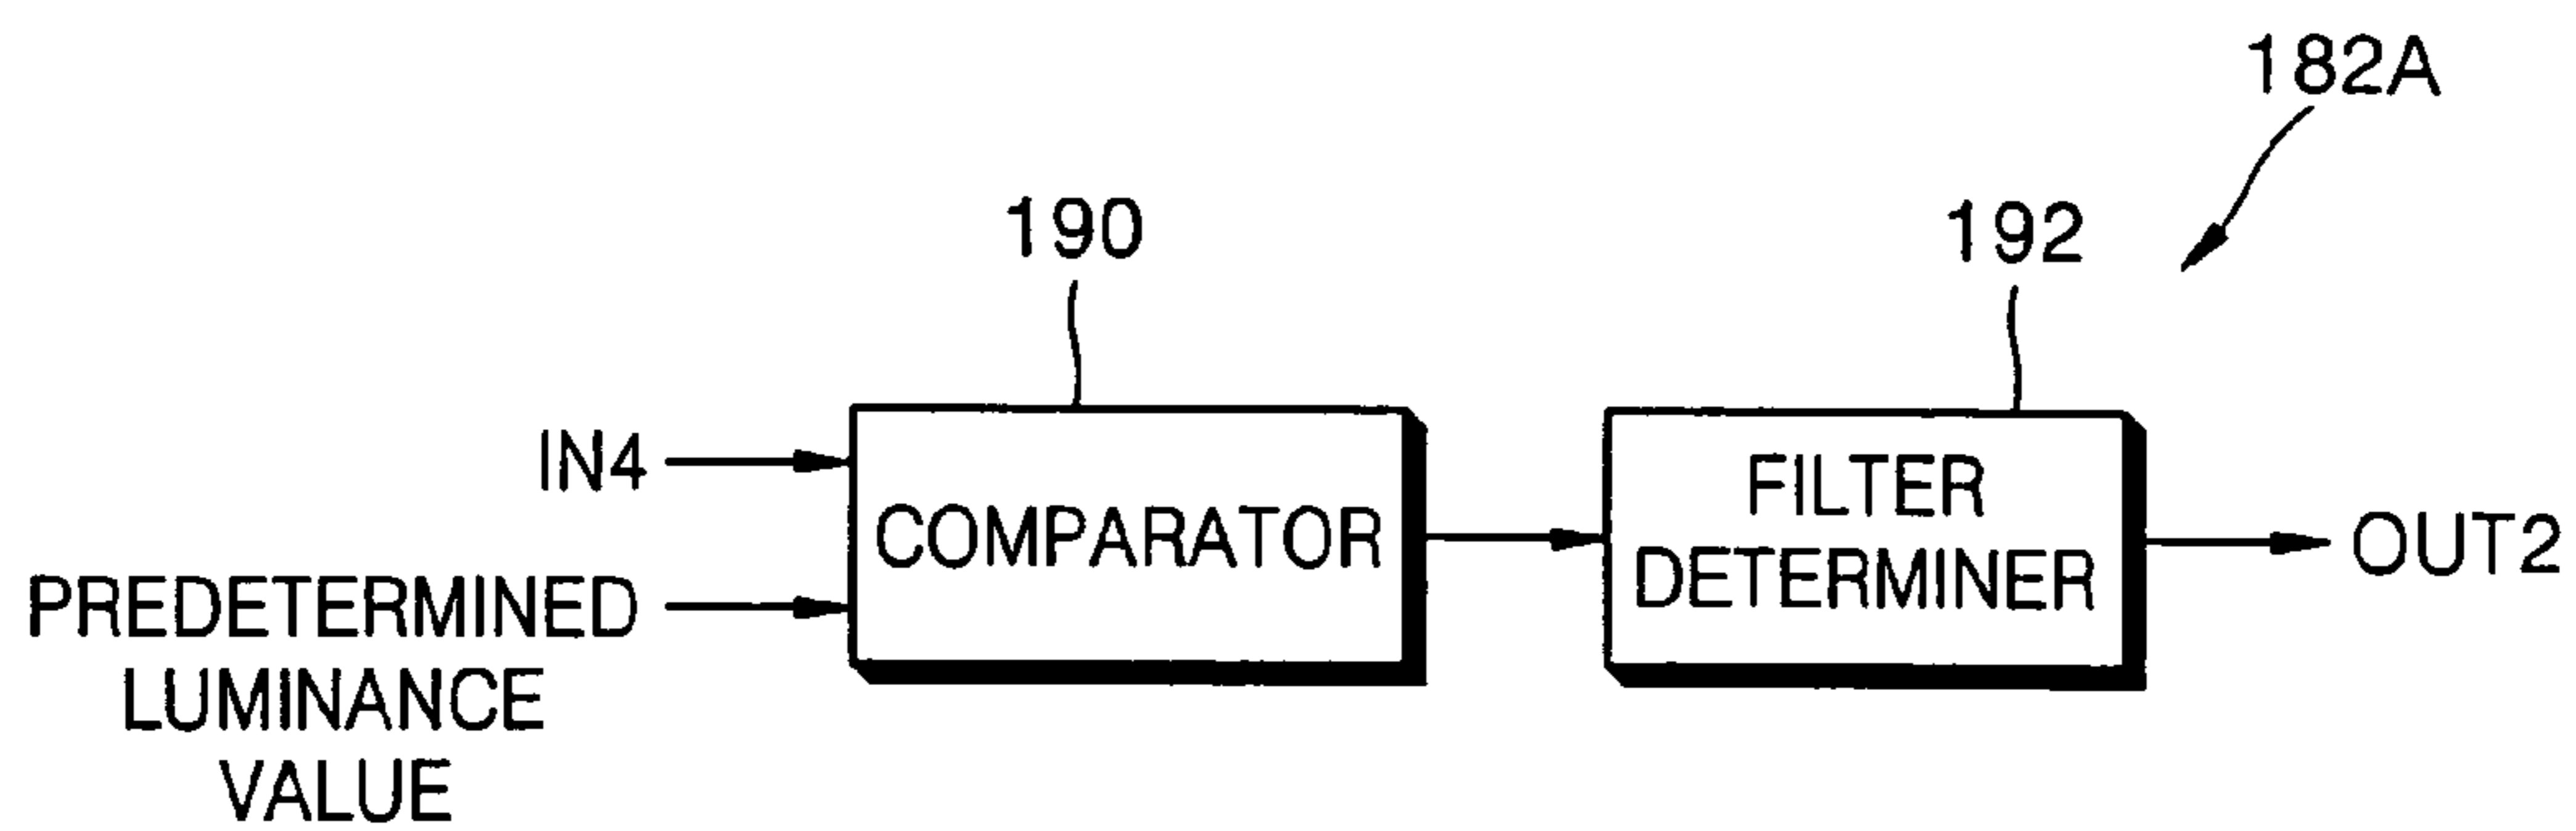 182A
190
192
IN4
COMPARATOR
FILTER
DETERMINER
OUT2
PREDETERMINED
LUMINANCE
VALUE